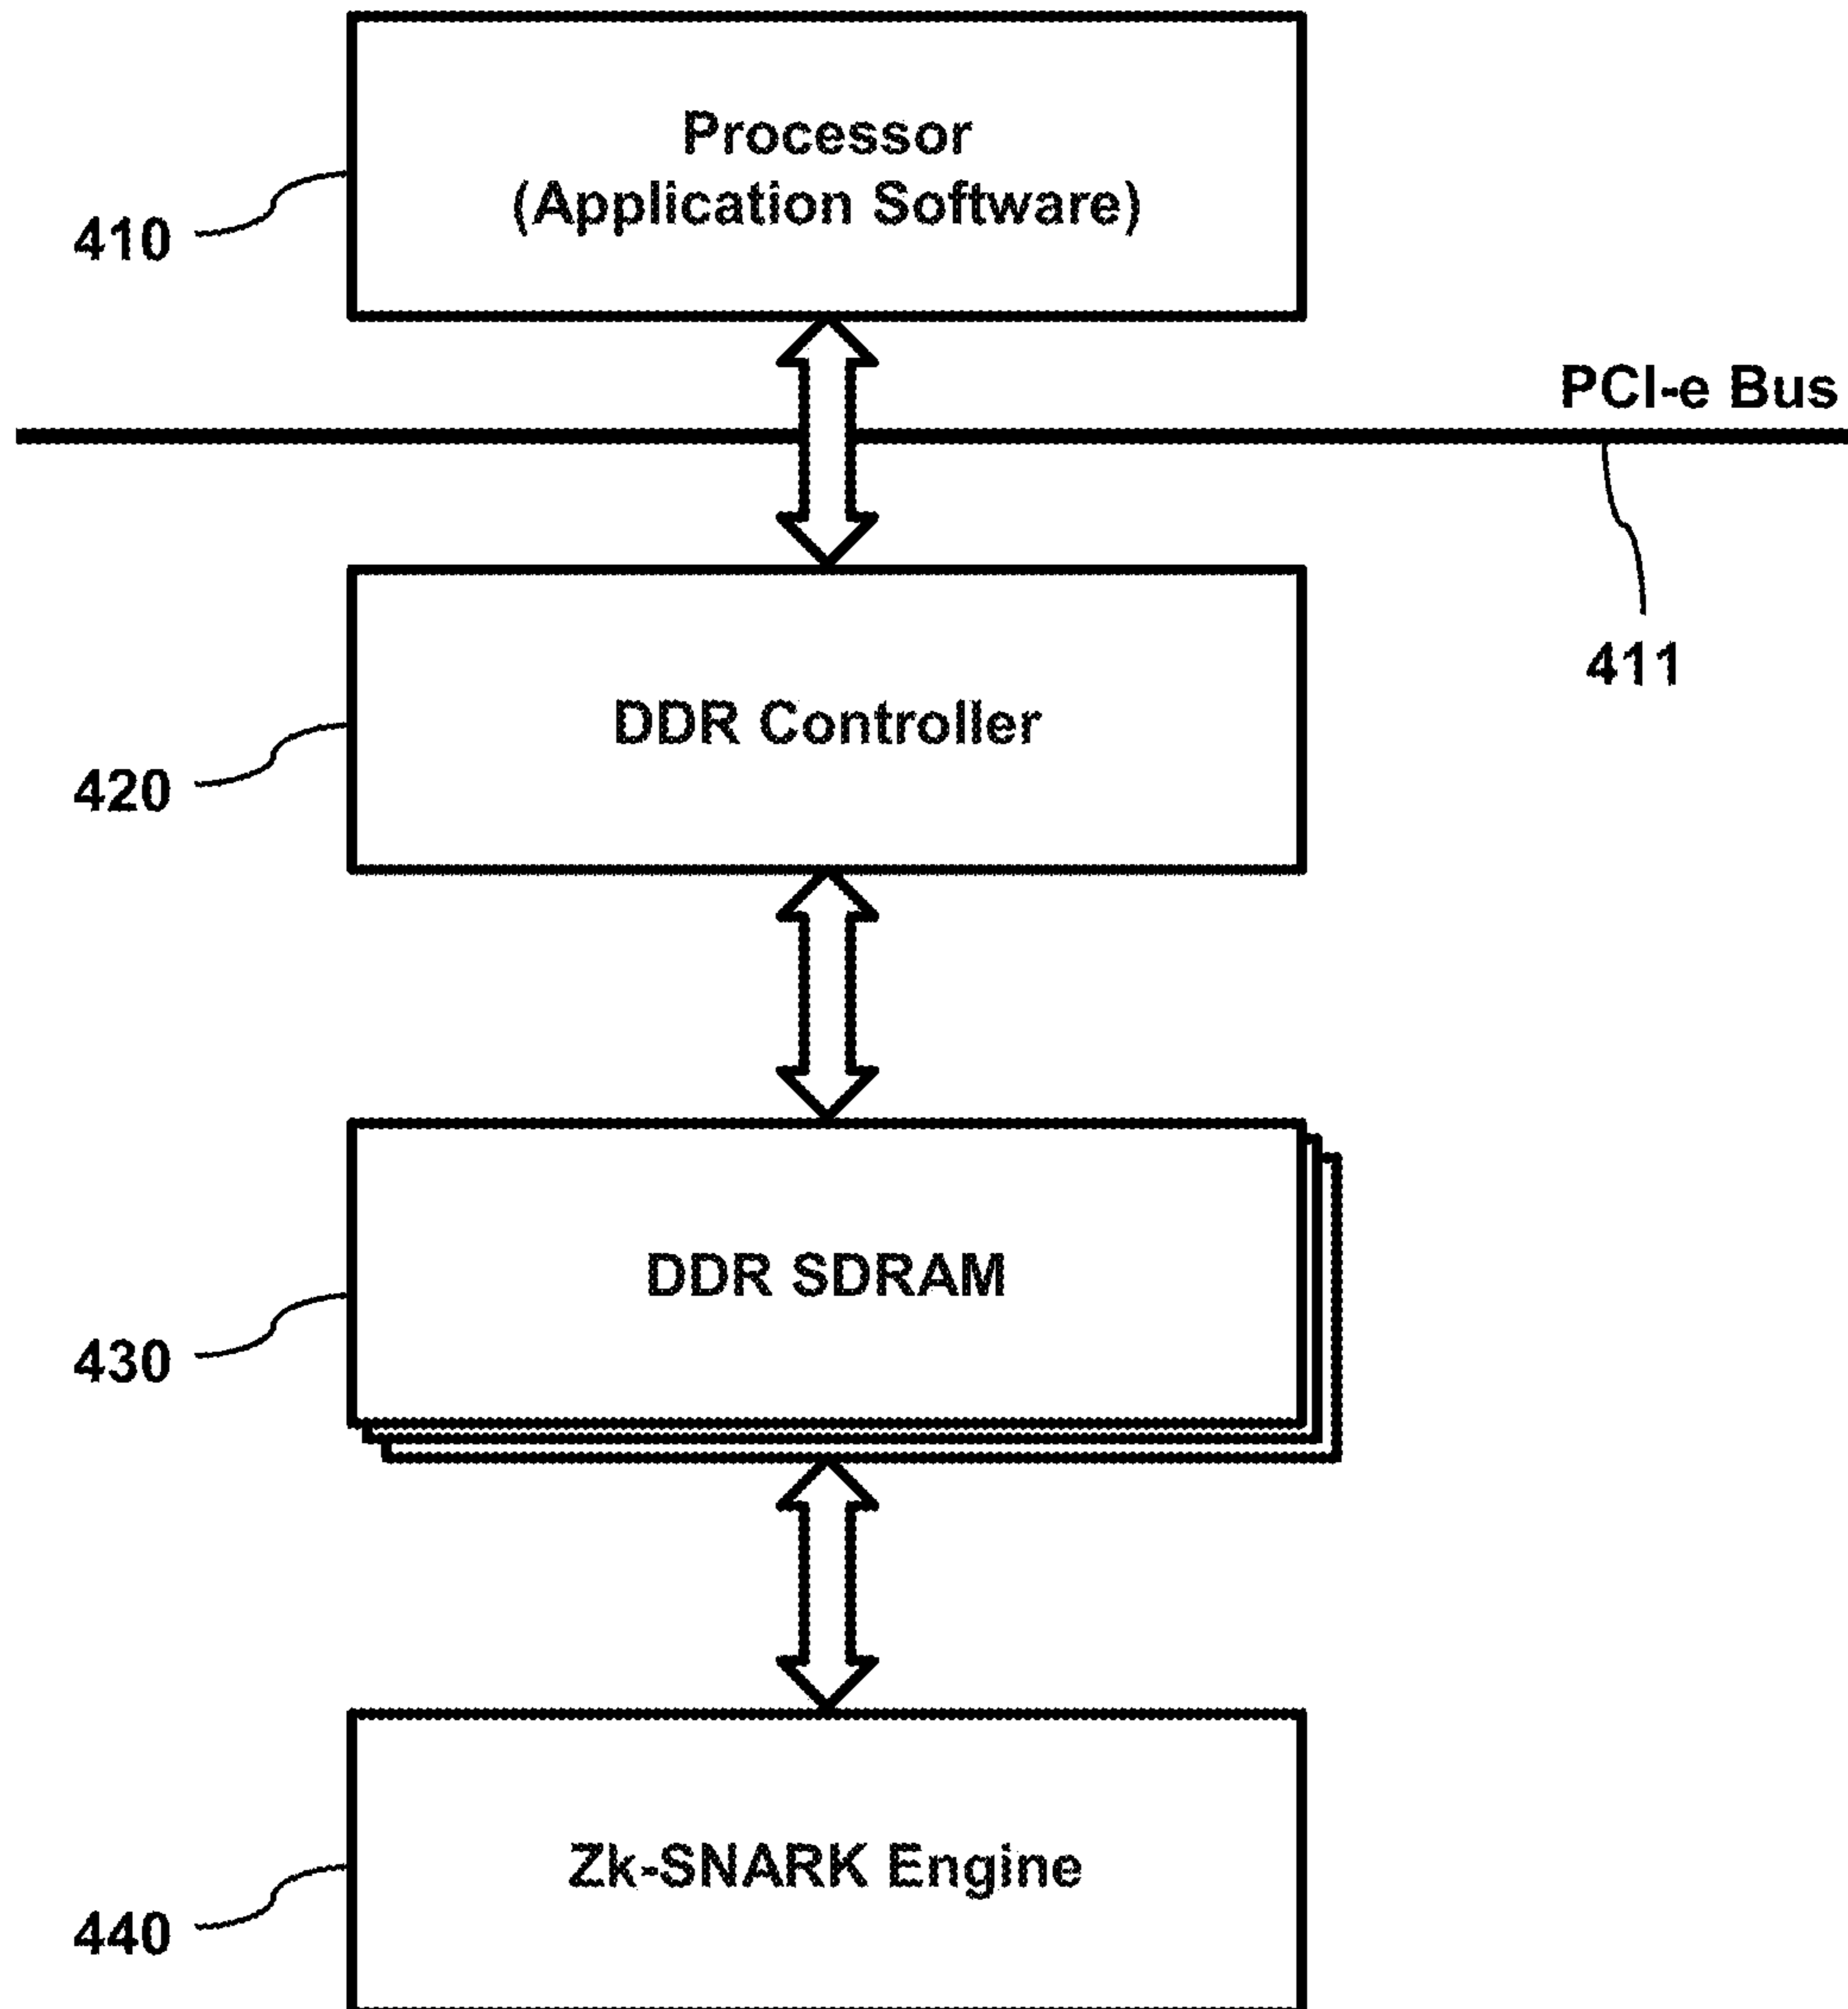 Processor
(Application Software)
410
PCI-e Bus
411
DDR Controller
420
DDR SDRAM
430
Zk-SNARK Engine
440